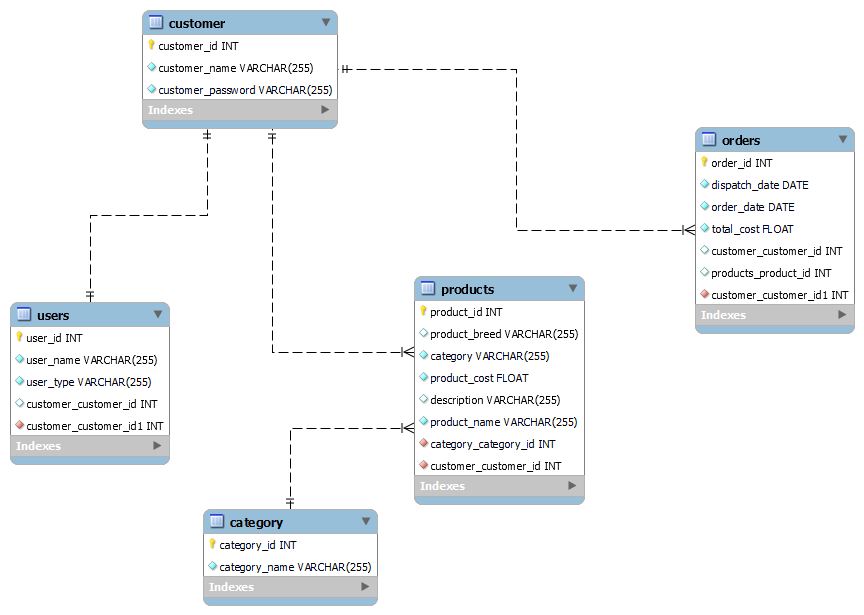 customer
customer_id INT
customer_name VARCHAR(255)
customer_password VARCHAR(255)
Indexes
orders
order_id INT
dispatch_date DATE
order_date DATE
total_cost FLOAT
customer_customer_id INT
products_product_id INT
customer_customer_id1 INT
Indexes
products
product_id INT
product_breed VARCHAR(255)
category VARCHAR(255)
product_cost FLOAT
description VARCHAR(255)
product_name VARCHAR(255)
category_category_id INT
customer_customer_id INT
Indexes
users
user_id INT
user_name VARCHAR(255)
user_type VARCHAR(255)
customer_customer_id INT
customer_customer_id1 INT
Indexes
category
category_id INT
category_name VARCHAR(255)
Indexes